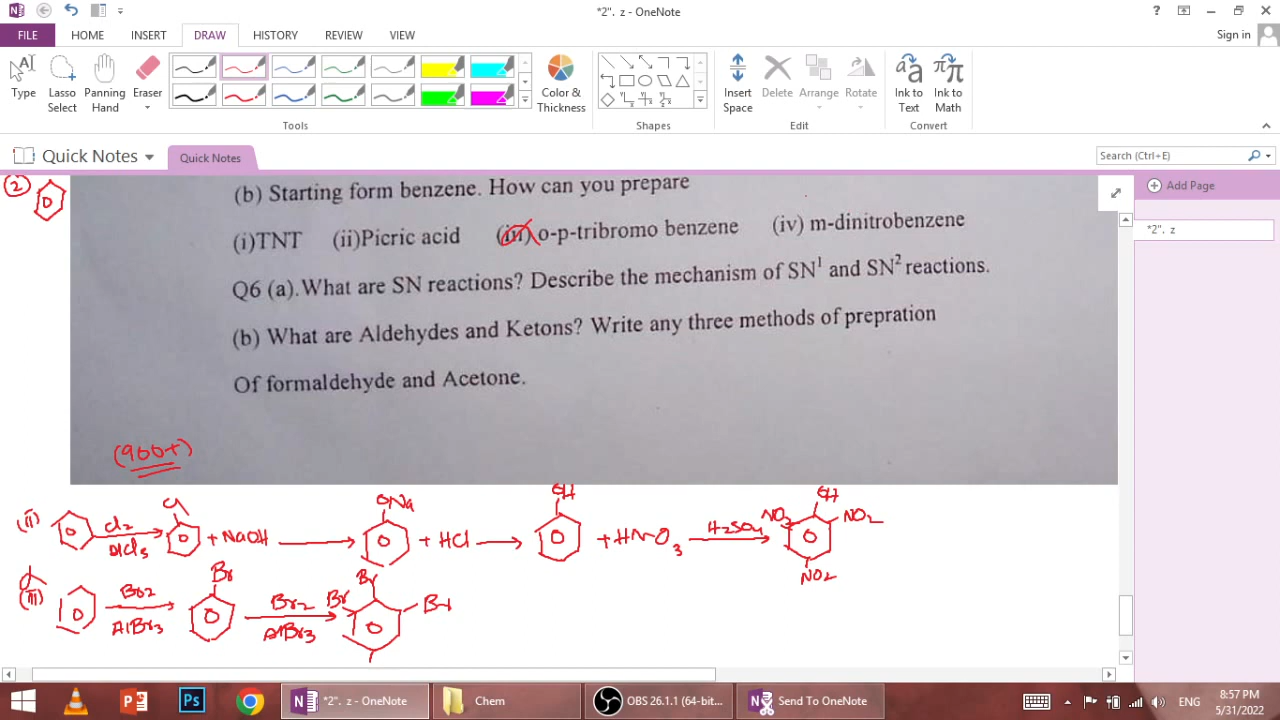 *2". z - OneNote
Sign in
FILE HOME INSERT DRAW HISTORY REVIEW VIEW
Type Lasso Select Panning Hand Eraser Color & Thickness Insert Space Delete Arrange Rotate Ink to Text Ink to Math
Tools Shapes Edit Convert
Quick Notes Quick Notes Search (Ctrl+E)
Add Page
*2". z
2
(b) Starting form benzene. How can you prepare
(i)TNT (ii)Picric acid (iii) o-p-tribromo benzene (iv) m-dinitrobenzene
Q6 (a).What are SN reactions? Describe the mechanism of SN¹ and SN² reactions.
(b) What are Aldehydes and Ketons? Write any three methods of prepration
Of formaldehyde and Acetone.
(900+)
(ii) Cl2 AlCl3 Cl + NaOH ONa + HCl OH + HNO3 H2SO4 OH NO2 NO2 NO2
(iii) Br2 AlBr3 Br Br2 AlBr3 Br Br Br
*2". z - OneNote Chem OBS 26.1.1 (64-bit... Send To OneNote ENG 8:57 PM
5/31/2022